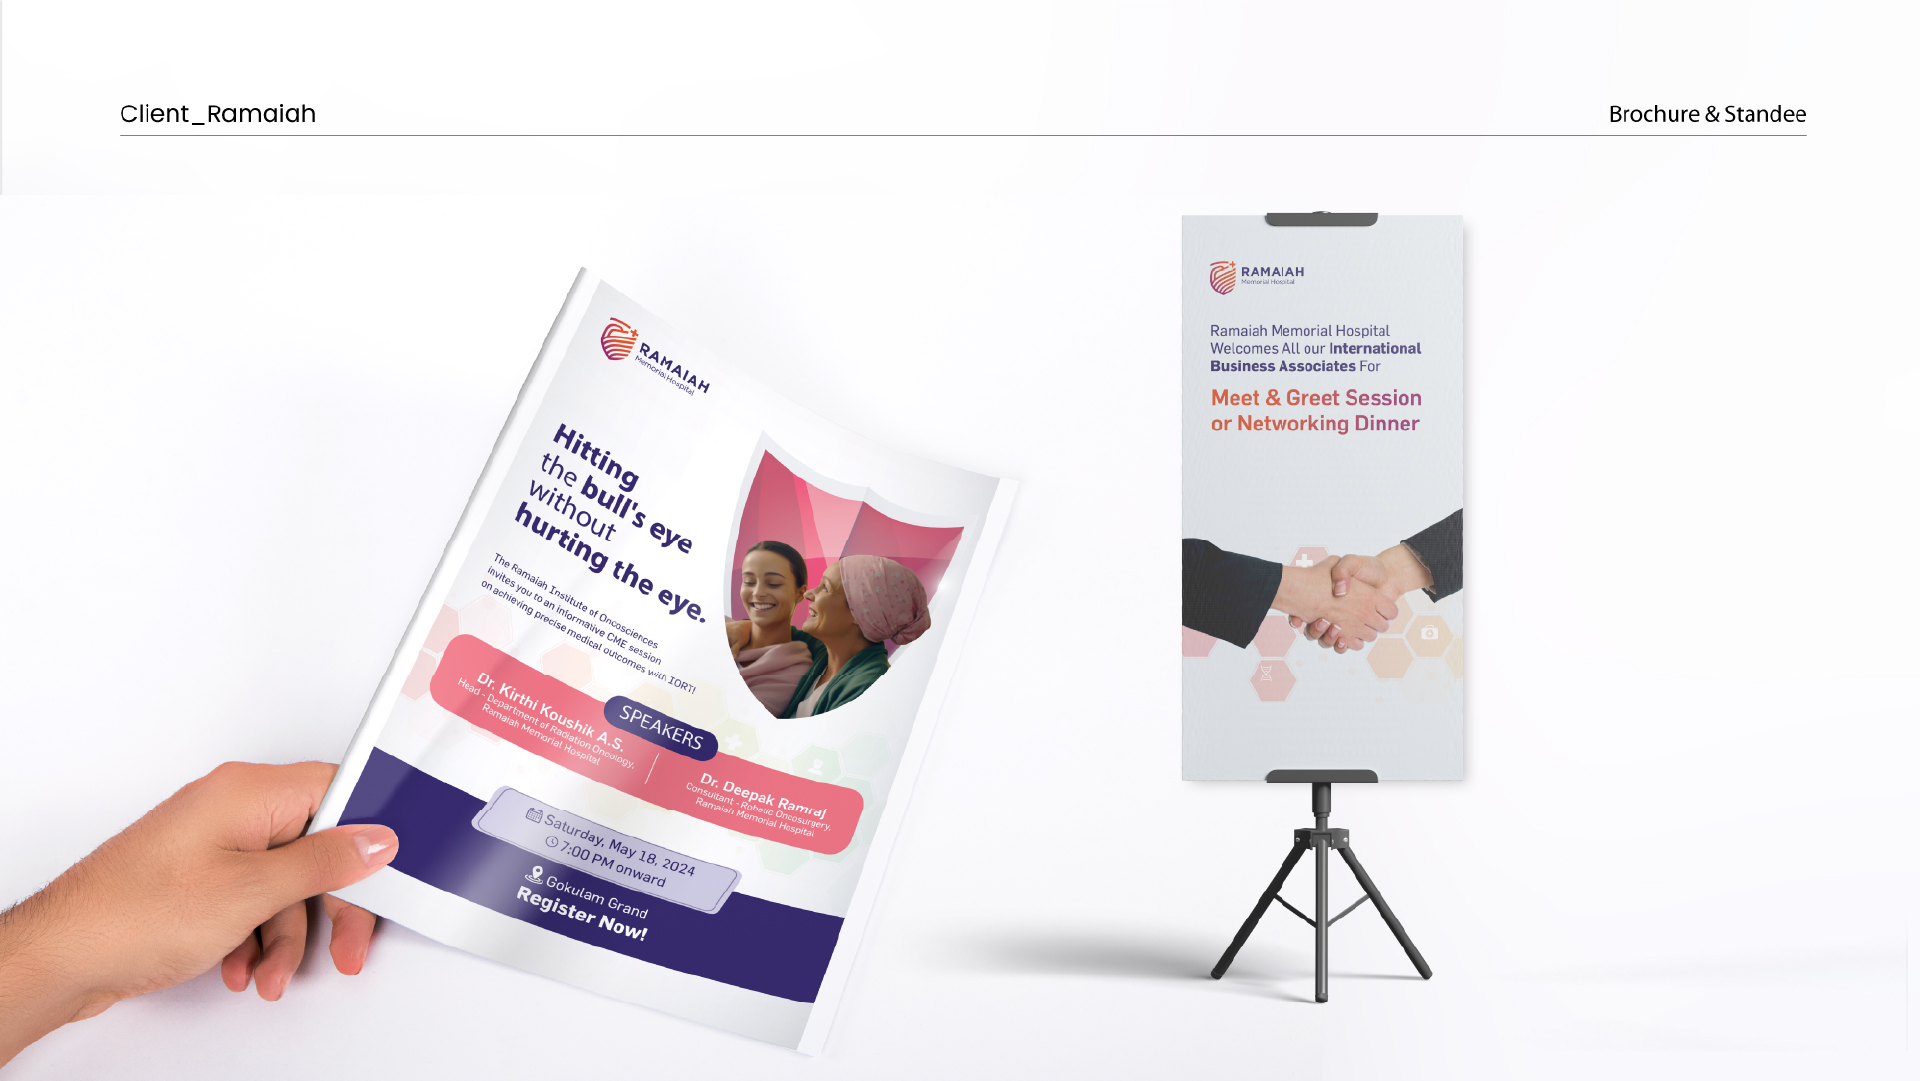 Client_Ramaiah
Brochure & Standee
RAMAIAH
Memorial Hospital
Hitting
the bull's eye
without
hurting the eye.
The Ramaiah Institute of Oncosciences
invites you to an informative CME session
on achieving precise medical outcomes with IORT!
SPEAKERS
Dr. Kirthi Koushik A.S.
Head - Department of Radiation Oncology,
Ramaiah Memorial Hospital
Dr. Deepak Ramraj
Consultant - Robotic Oncosurgery,
Ramaiah Memorial Hospital
Saturday, May 18, 2024
7:00 PM onward
Gokulam Grand
Register Now!
RAMAIAH
Memorial Hospital
Ramaiah Memorial Hospital
Welcomes All our International
Business Associates For
Meet & Greet Session
or Networking Dinner